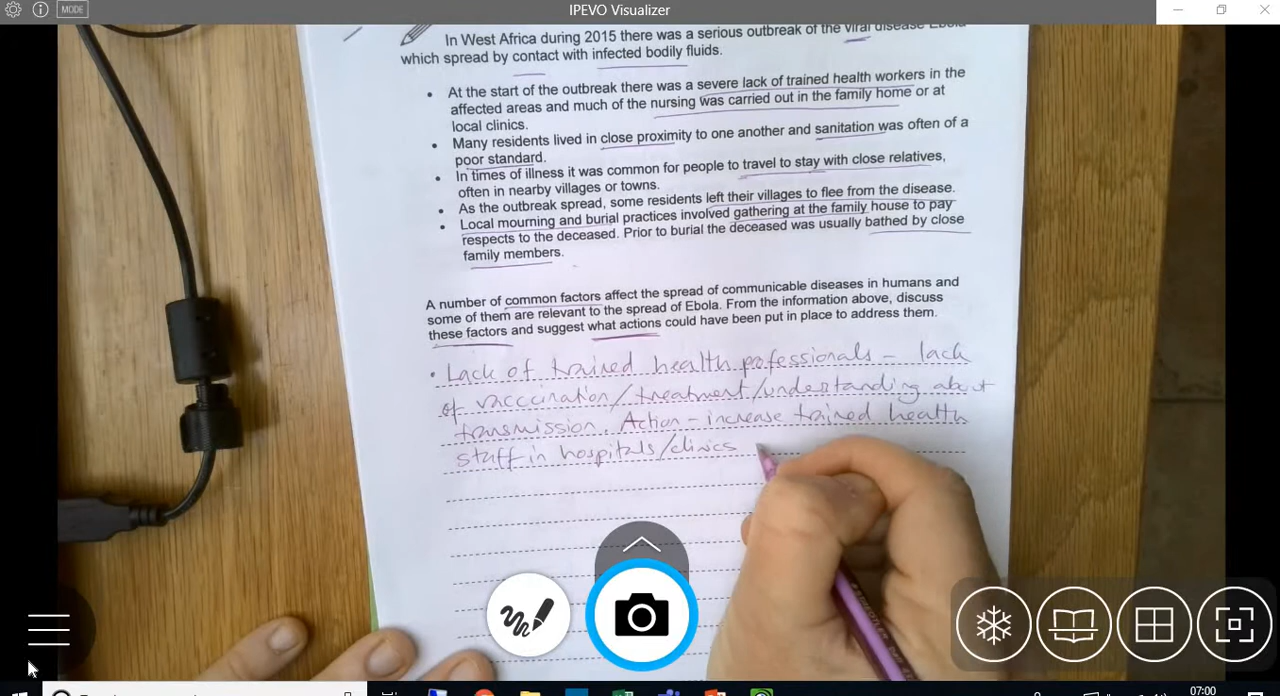 MODE
IPEVO Visualizer
In West Africa during 2015 there was a serious outbreak of the viral disease Ebola
which spread by contact with infected bodily fluids.
• At the start of the outbreak there was a severe lack of trained health workers in the
affected areas and much of the nursing was carried out in the family home or at
local clinics.
• Many residents lived in close proximity to one another and sanitation was often of a
poor standard.
• In times of illness it was common for people to travel to stay with close relatives,
often in nearby villages or towns.
• As the outbreak spread, some residents left their villages to flee from the disease.
• Local mourning and burial practices involved gathering at the family house to pay
respects to the deceased. Prior to burial the deceased was usually bathed by close
family members.
A number of common factors affect the spread of communicable diseases in humans and
some of them are relevant to the spread of Ebola. From the information above, discuss
these factors and suggest what actions could have been put in place to address them.
• Lack of trained health pofessionals - lack
of vacccination/treatment/understanding about
transmission. Action - increase trained health
staff in hospitals/clinics
07:00